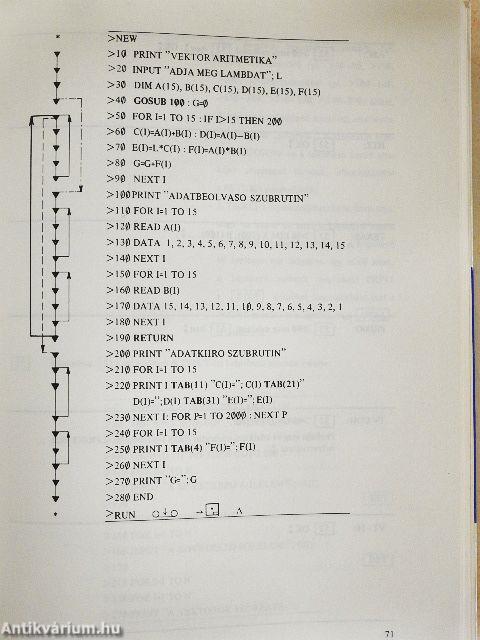 >NEW
>10 PRINT "VEKTOR ARITMETIKA"
>20 INPUT "ADJA MEG LAMBDAT"; L
>30 DIM A(15), B(15), C(15), D(15), E(15), F(15)
>40 GOSUB 100 : G=0
>50 FOR I=1 TO 15 : IF I>15 THEN 200
>60 C(I)=A(I)+B(I) : D(I)=A(I)−B(I)
>70 E(I)=L*C(I) : F(I)=A(I)*B(I)
>80 G=G+F(I)
>90 NEXT I
>100 PRINT "ADATBEOLVASO SZUBRUTIN"
>110 FOR I=1 TO 15
>120 READ A(I)
>130 DATA 1, 2, 3, 4, 5, 6, 7, 8, 9, 10, 11, 12, 13, 14, 15
>140 NEXT I
>150 FOR I=1 TO 15
>160 READ B(I)
>170 DATA 15, 14, 13, 12, 11, 10, 9, 8, 7, 6, 5, 4, 3, 2, 1
>180 NEXT I
>190 RETURN
>200 PRINT "ADATKIIRO SZUBRUTIN"
>210 FOR I=1 TO 15
>220 PRINT I TAB(11) "C(I)="; C(I) TAB(21)"
D(I)="; D(I) TAB(31) "E(I)="; E(I)
>230 NEXT I: FOR P=1 TO 2000 : NEXT P
>240 FOR I=1 TO 15
>250 PRINT I TAB(4) "F(I)="; F(I)
>260 NEXT I
>270 PRINT "G="; G
>280 END
>RUN
71
Antikvárium.hu